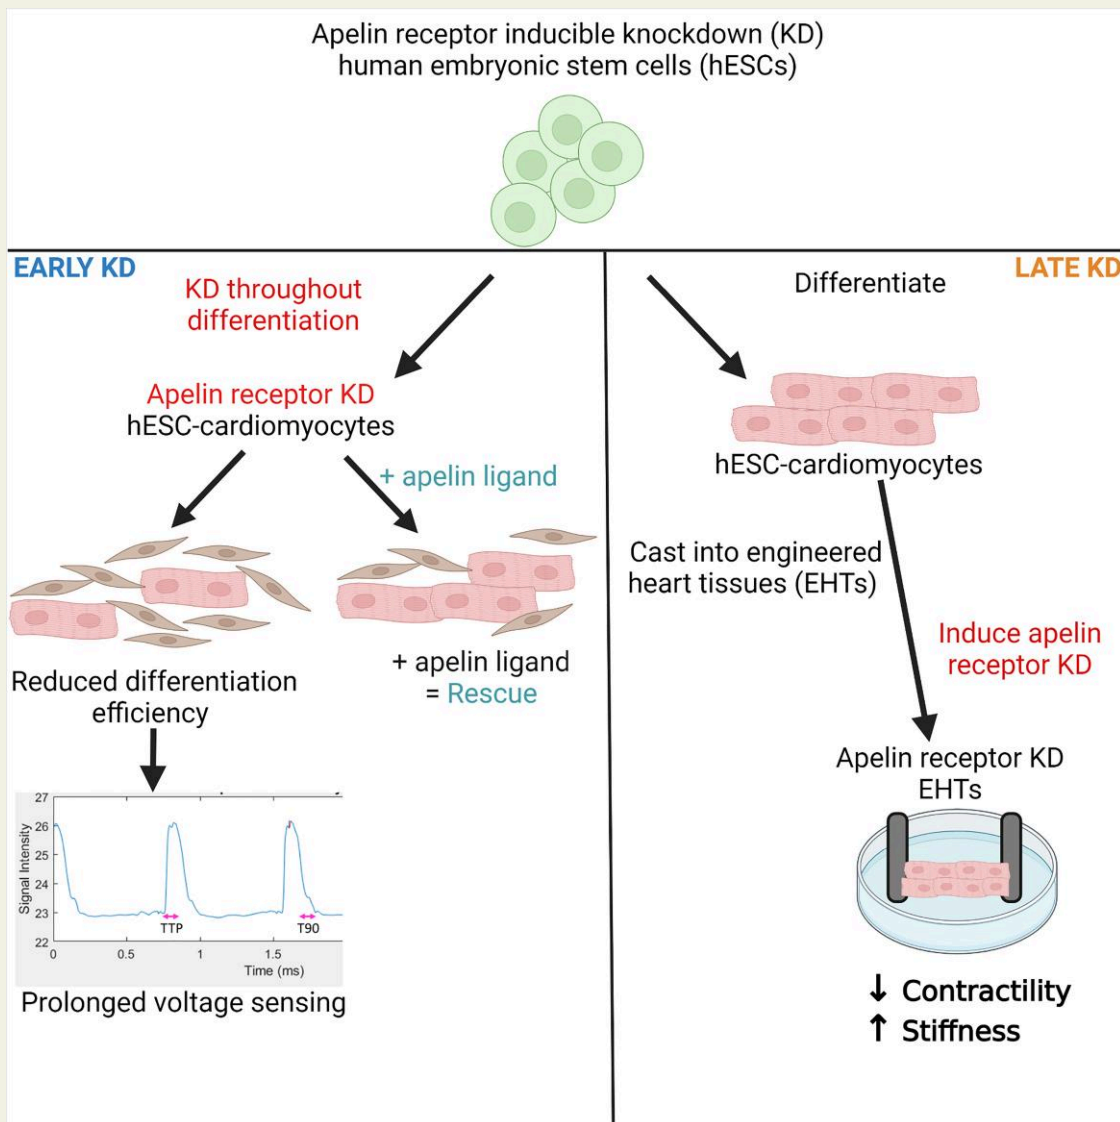 Apelin receptor inducible knockdown (KD)
human embryonic stem cells (hESCs)
EARLY KD
KD throughout
differentiation
Apelin receptor KD
hESC-cardiomyocytes
+ apelin ligand
Reduced differentiation
efficiency
+ apelin ligand
= Rescue
27
26
25
24
23
22
Signal Intensity
TTP
T90
0
0.5
1
1.5
Time (ms)
Prolonged voltage sensing
LATE KD
Differentiate
hESC-cardiomyocytes
Cast into engineered
heart tissues (EHTs)
Induce apelin
receptor KD
Apelin receptor KD
EHTs
↓ Contractility
↑ Stiffness